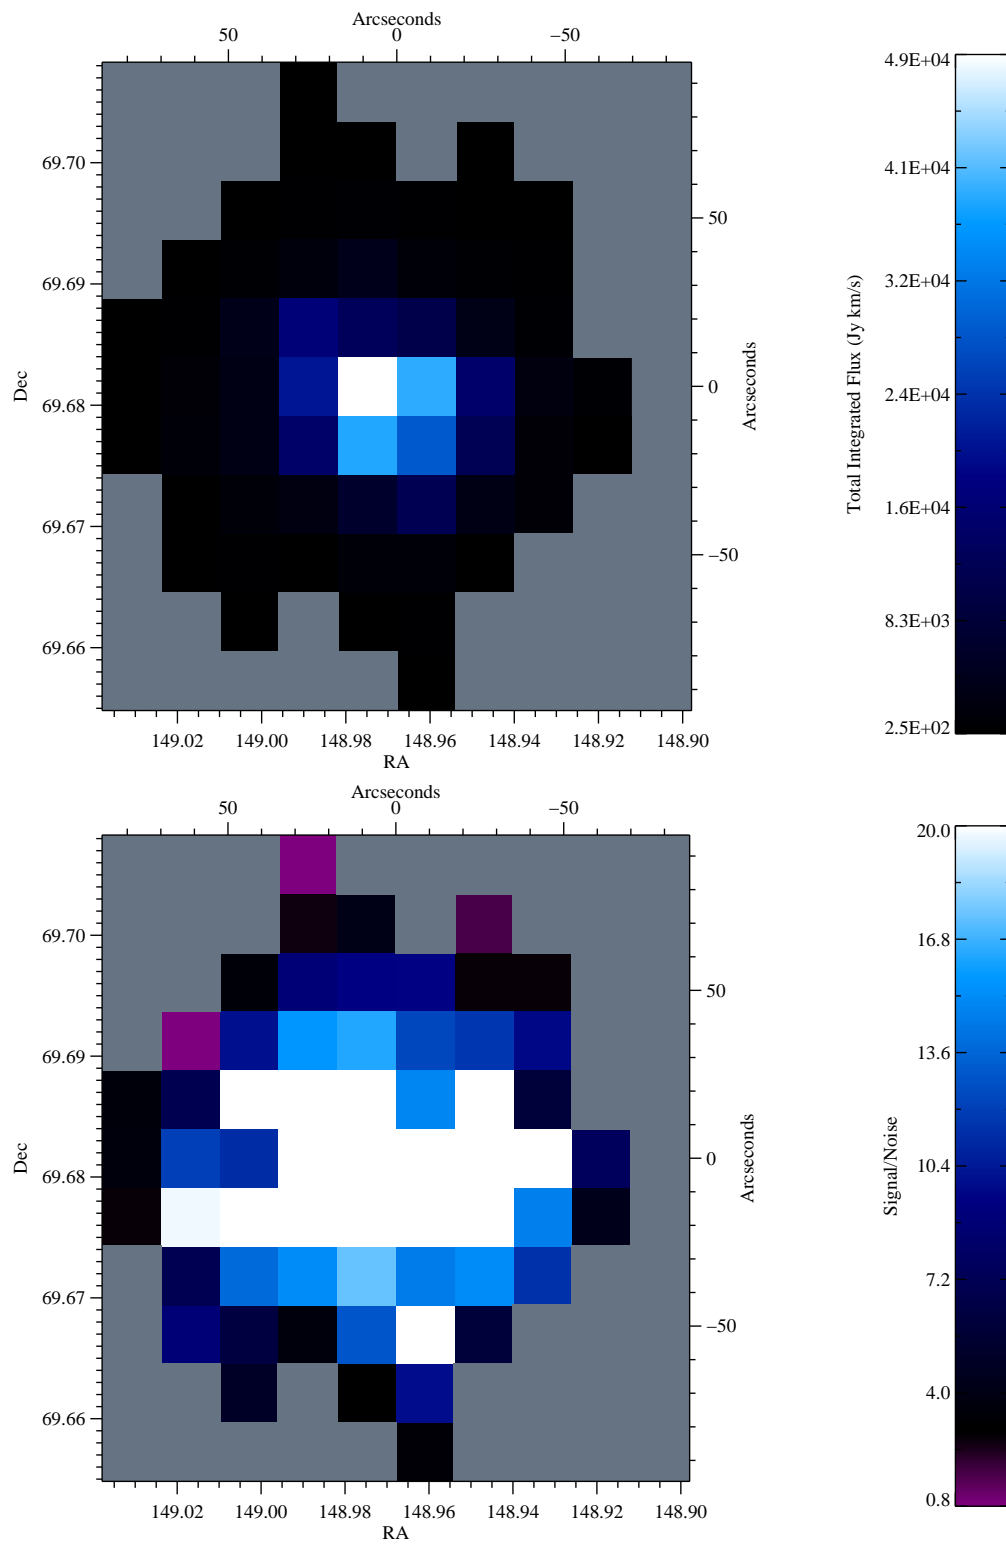 Arcseconds
50 0 −50
4.9E+04
69.70
4.1E+04
50
69.69
3.2E+04
Dec
0
Arcseconds
Total Integrated Flux (Jy km/s)
69.68
2.4E+04
69.67
1.6E+04
−50
69.66
8.3E+03
2.5E+02
149.02 149.00 148.98 148.96 148.94 148.92 148.90
RA
Arcseconds
50 0 −50
20.0
69.70
16.8
50
69.69
13.6
Dec
0
Arcseconds
Signal/Noise
69.68
10.4
69.67
7.2
−50
69.66
4.0
0.8
149.02 149.00 148.98 148.96 148.94 148.92 148.90
RA